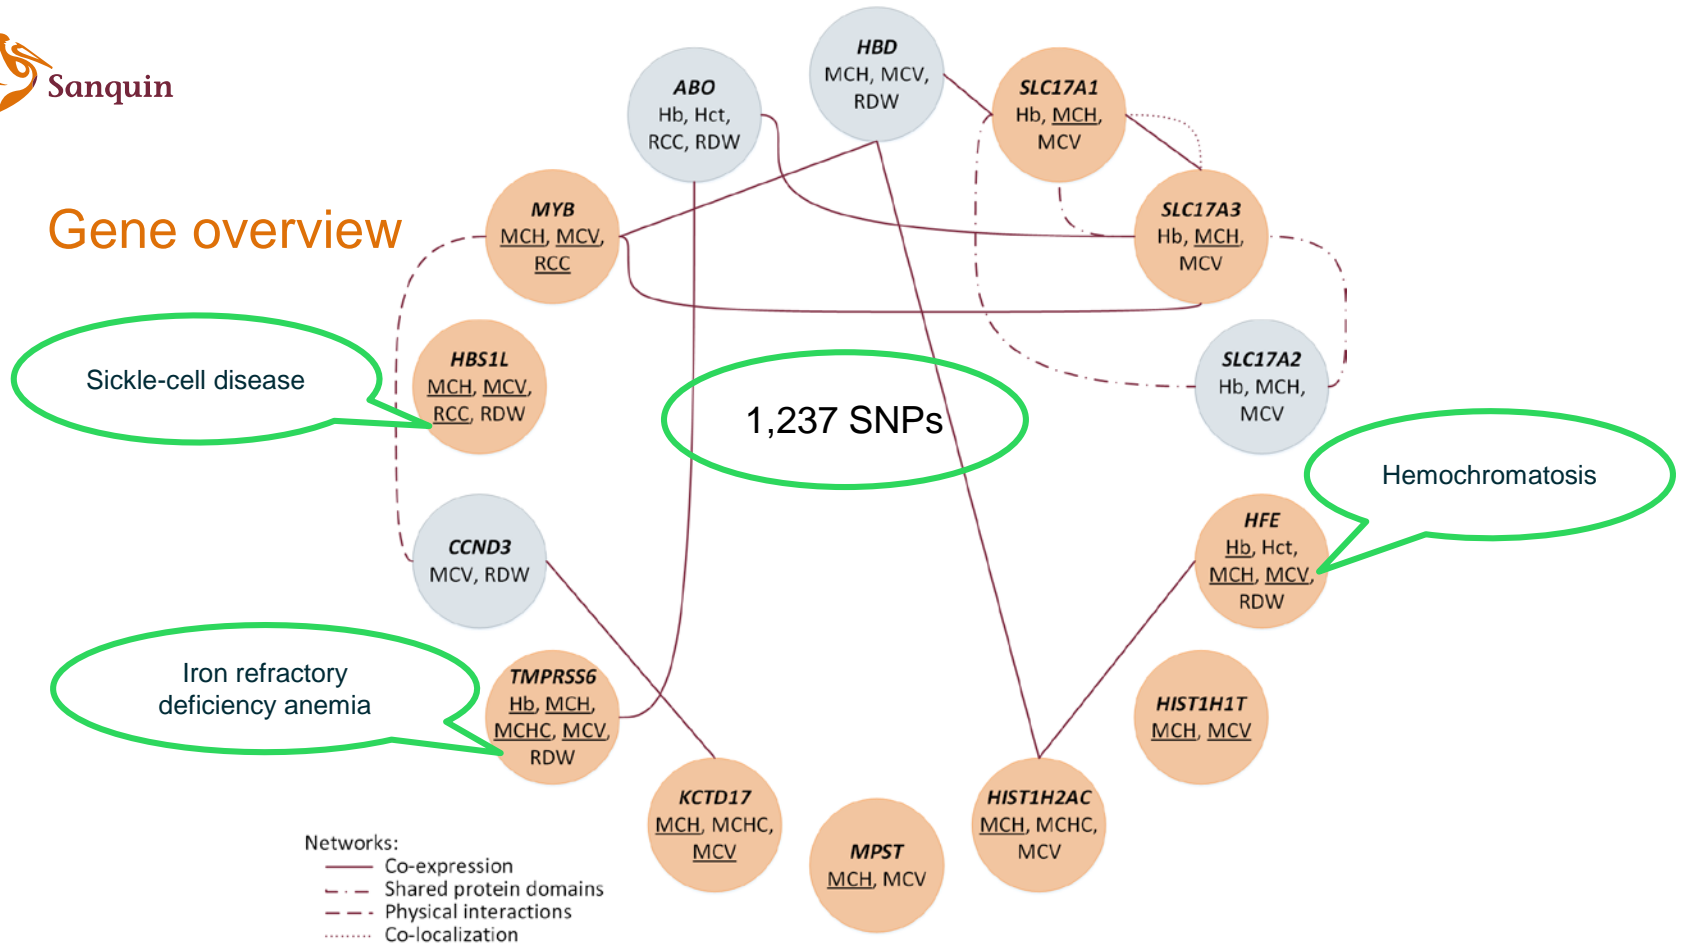 Sanquin
Gene overview
HBD
MCH, MCV,
RDW
ABO
Hb, Hct,
RCC, RDW
SLC17A1
Hb, MCH,
MCV
MYB
MCH, MCV,
RCC
SLC17A3
Hb, MCH,
MCV
Sickle-cell disease
HBS1L
MCH, MCV,
RCC, RDW
1,237 SNPs
SLC17A2
Hb, MCH,
MCV
Hemochromatosis
CCND3
MCV, RDW
HFE
Hb, Hct,
MCH, MCV,
RDW
Iron refractory
deficiency anemia
TMPRSS6
Hb, MCH,
MCHC, MCV,
RDW
HIST1H1T
MCH, MCV
KCTD17
MCH, MCHC,
MCV
MPST
MCH, MCV
HIST1H2AC
MCH, MCHC,
MCV
Networks:
Co-expression
Shared protein domains
Physical interactions
Co-localization